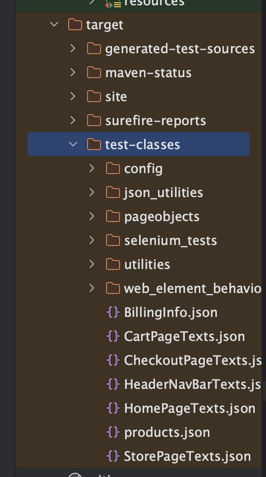 resources
target
generated-test-sources
maven-status
site
surefire-reports
test-classes
config
json_utilities
pageobjects
selenium_tests
utilities
web_element_behavio
BillingInfo.json
CartPageTexts.json
CheckoutPageTexts.js
HeaderNavBarTexts.js
HomePageTexts.json
products.json
StorePageTexts.json